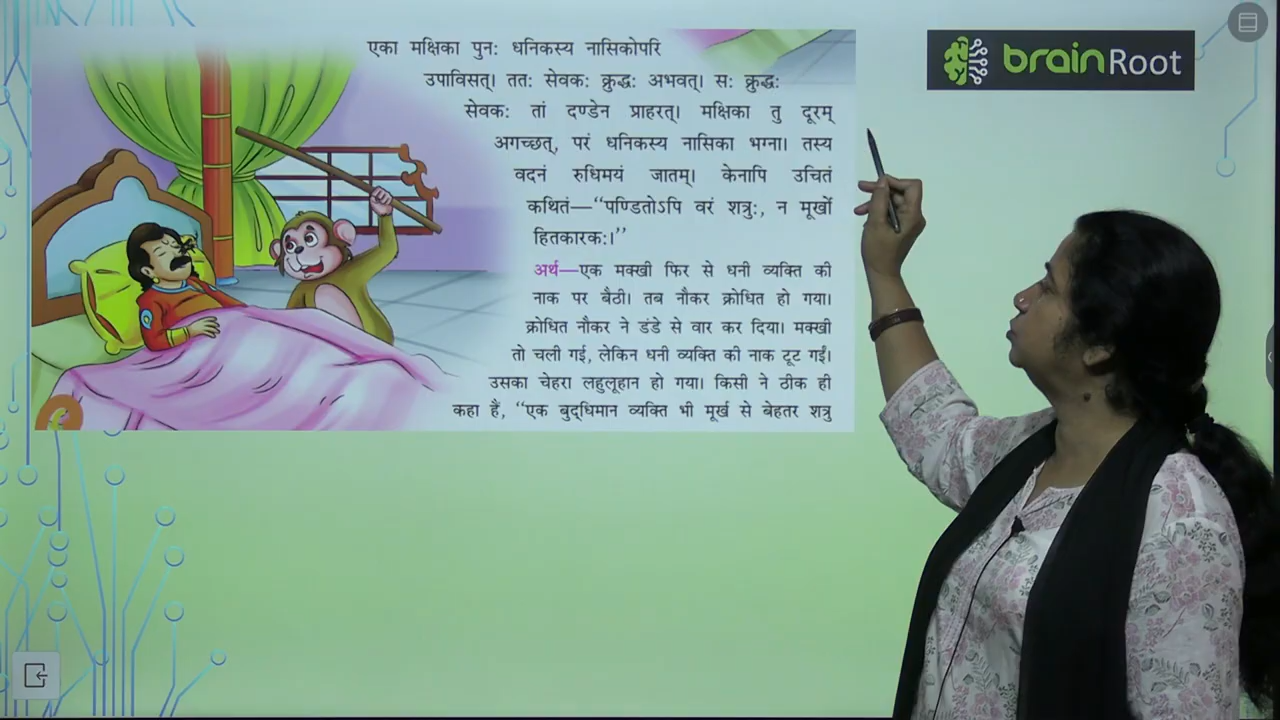 एका मक्षिका पुनः धनिकस्य नासिकोपरि
उपाविसत्। ततः सेवकः क्रुद्धः अभवत्। सः क्रुद्धः
सेवकः तां दण्डेन प्राहरत्। मक्षिका तु दूरम्
अगच्छत्, परं धनिकस्य नासिका भग्ना। तस्य
वदनं रुधिमयं जातम्। केनापि उचितं
कथितं—“पण्डितोऽपि वरं शत्रुः, न मूर्खो
हितकारकः।”
अर्थ—एक मक्खी फिर से धनी व्यक्ति की
नाक पर बैठी। तब नौकर क्रोधित हो गया।
क्रोधित नौकर ने डंडे से वार कर दिया। मक्खी
तो चली गई, लेकिन धनी व्यक्ति की नाक टूट गईं।
उसका चेहरा लहुलूहान हो गया। किसी ने ठीक ही
कहा हैं, “एक बुद्धिमान व्यक्ति भी मूर्ख से बेहतर शत्रु
brainRoot